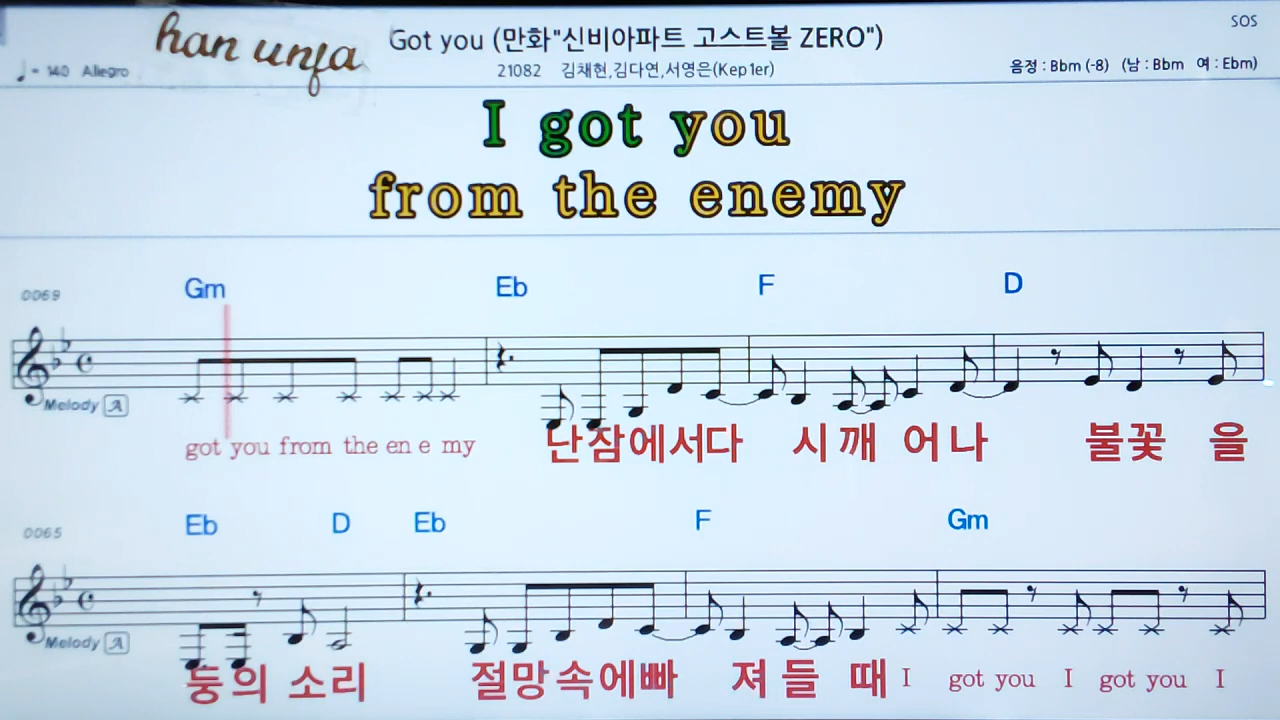 SOS
han unja
Got you (만화"신비아파트 고스트볼 ZERO")
♩= 140 Allegro
21082 김채현,김다연,서영은(Kep1er)
음정 : Bbm (-8) (남 : Bbm 여 : Ebm)
I got you
from the enemy
0069 Gm Eb F D
Melody A
got you from the en e my 난잠에서다 시 깨 어 나 불꽃 을
0065 Eb D Eb F Gm
Melody A
둥의 소리 절망속에빠 져 들 때 I got you I got you I